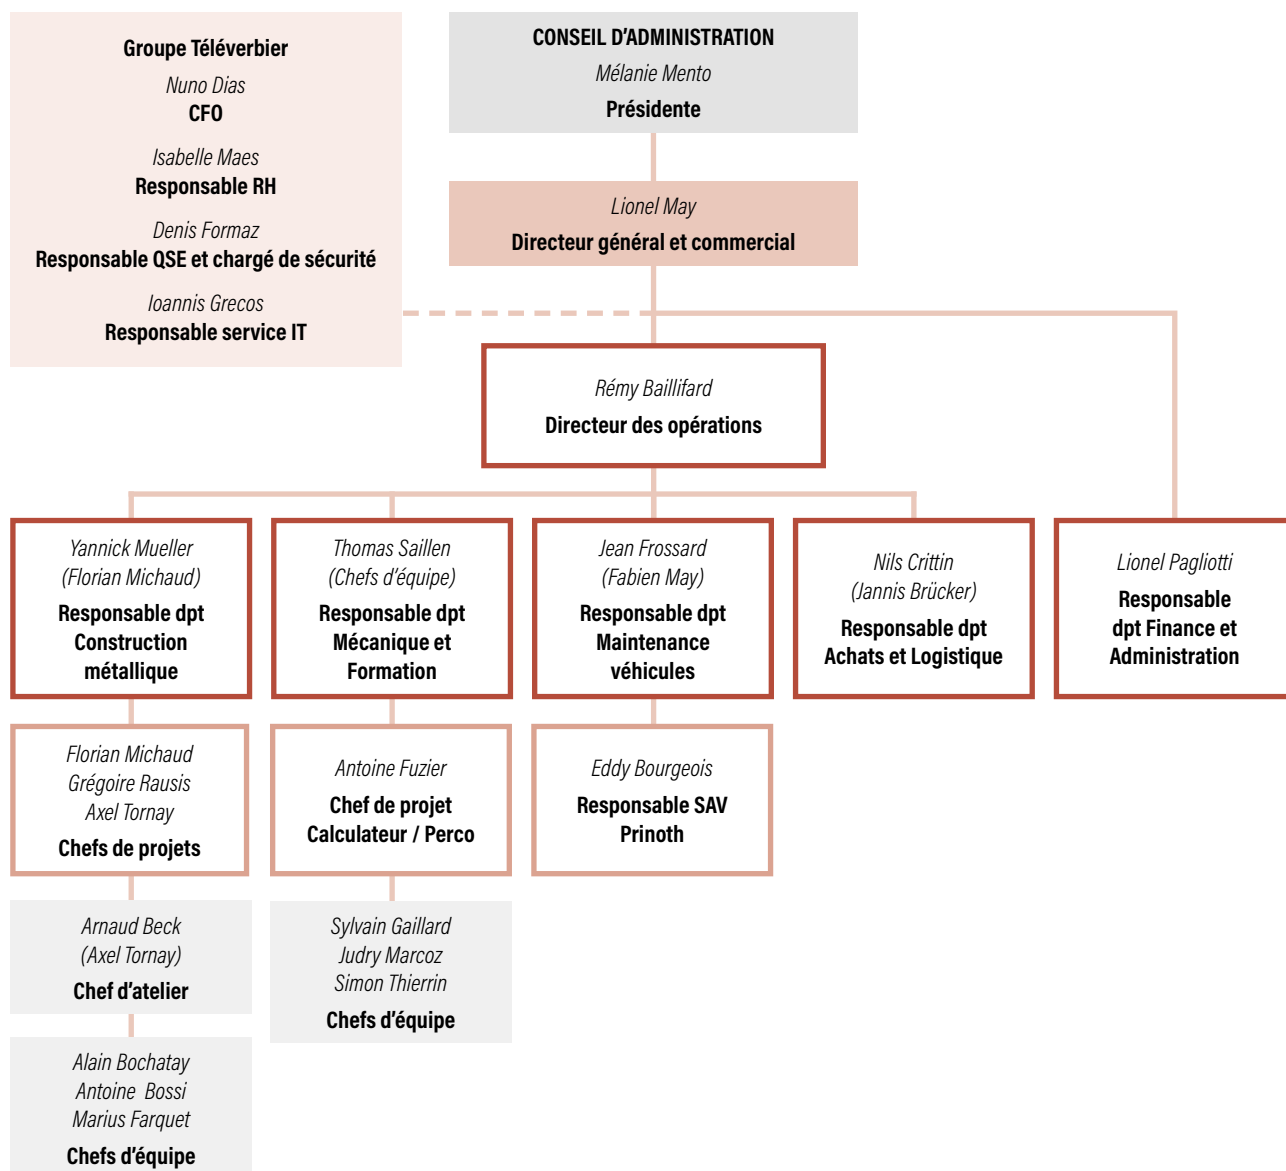 Groupe Téléverbier
Nuno Dias
CFO
Isabelle Maes
Responsable RH
Denis Formaz
Responsable QSE et chargé de sécurité
Ioannis Grecos
Responsable service IT
CONSEIL D'ADMINISTRATION
Mélanie Mento
Présidente
Lionel May
Directeur général et commercial
Rémy Baillifard
Directeur des opérations
Yannick Mueller
(Florian Michaud)
Responsable dpt
Construction
métallique
Thomas Saillen
(Chefs d'équipe)
Responsable dpt
Mécanique et
Formation
Jean Frossard
(Fabien May)
Responsable dpt
Maintenance
véhicules
Nils Crittin
(Jannis Brücker)
Responsable dpt
Achats et Logistique
Lionel Pagliotti
Responsable
dpt Finance et
Administration
Florian Michaud
Grégoire Rausis
Axel Tornay
Chefs de projets
Antoine Fuzier
Chef de projet
Calculateur / Perco
Eddy Bourgeois
Responsable SAV
Prinoth
Arnaud Beck
(Axel Tornay)
Chef d'atelier
Sylvain Gaillard
Judry Marcoz
Simon Thierrin
Chefs d'équipe
Alain Bochatay
Antoine Bossi
Marius Farquet
Chefs d'équipe